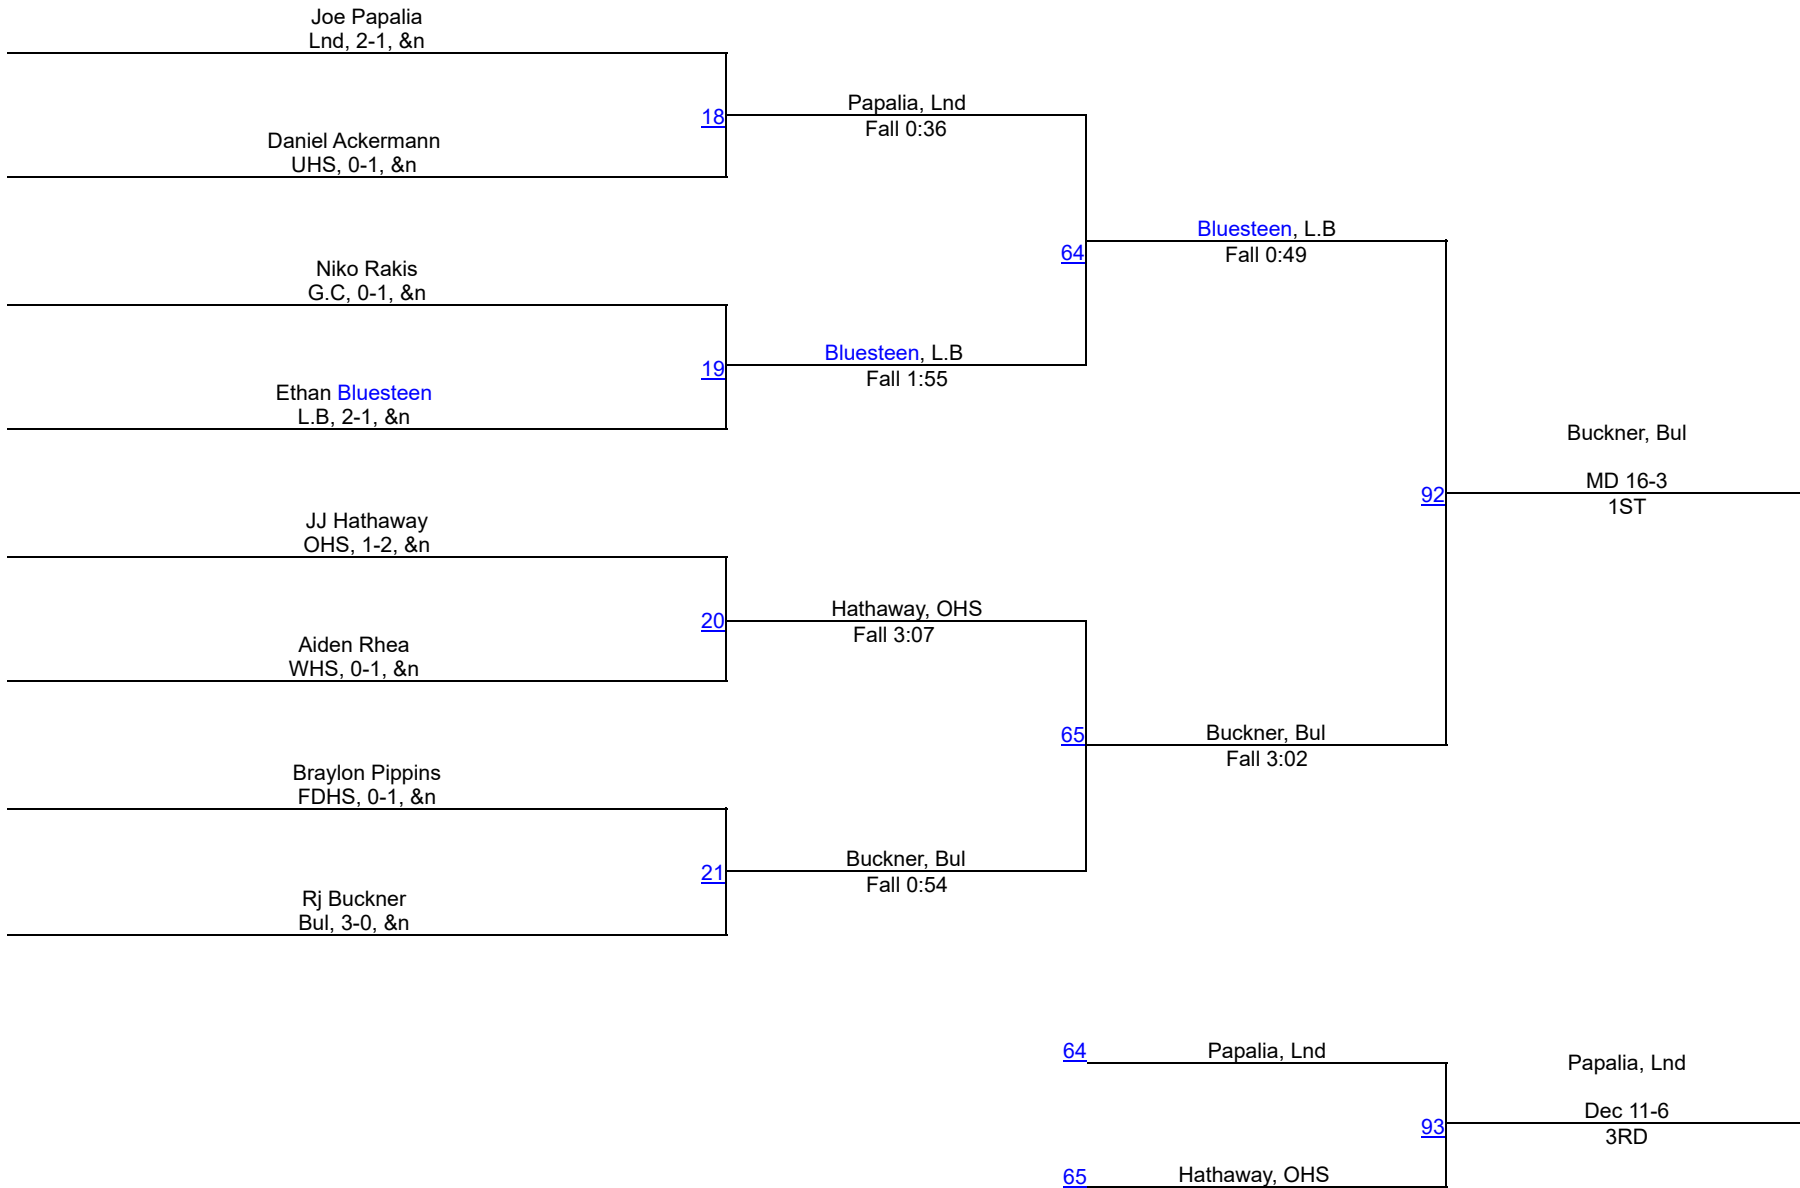 Joe Papalia
Lnd, 2-1, &n
18
Daniel Ackermann
UHS, 0-1, &n
Papalia, Lnd
Fall 0:36
Niko Rakis
G.C, 0-1, &n
19
Ethan Bluesteen
L.B, 2-1, &n
Bluesteen, L.B
Fall 1:55
64
Bluesteen, L.B
Fall 0:49
JJ Hathaway
OHS, 1-2, &n
20
Aiden Rhea
WHS, 0-1, &n
Hathaway, OHS
Fall 3:07
Braylon Pippins
FDHS, 0-1, &n
21
Rj Buckner
Bul, 3-0, &n
Buckner, Bul
Fall 0:54
65
Buckner, Bul
Fall 3:02
92
Buckner, Bul
MD 16-3
1ST
64
Papalia, Lnd
93
65
Hathaway, OHS
Papalia, Lnd
Dec 11-6
3RD